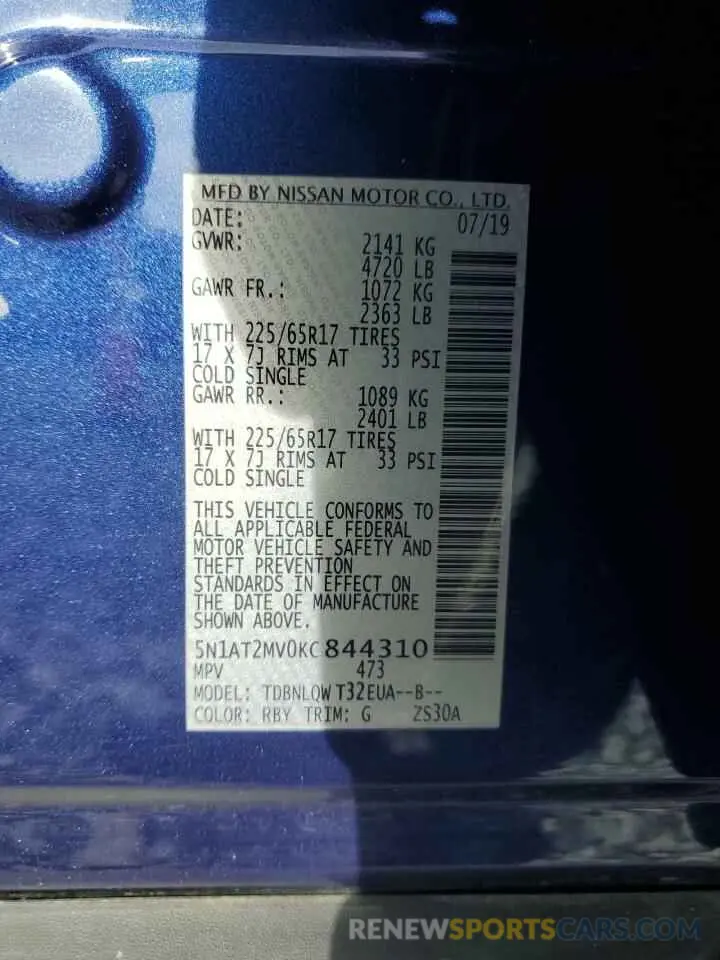 MFD BY NISSAN MOTOR CO., LTD.
DATE: 07/19
GVWR: 2141 KG
4720 LB
GAWR FR.: 1072 KG
2363 LB
WITH 225/65R17 TIRES
17 X 7J RIMS AT 33 PSI
COLD SINGLE
GAWR RR.: 1089 KG
2401 LB
WITH 225/65R17 TIRES
17 X 7J RIMS AT 33 PSI
COLD SINGLE
THIS VEHICLE CONFORMS TO
ALL APPLICABLE FEDERAL
MOTOR VEHICLE SAFETY AND
THEFT PREVENTION
STANDARDS IN EFFECT ON
THE DATE OF MANUFACTURE
SHOWN ABOVE.
5N1AT2MV0KC844310
MPV 473
MODEL: TDBNLQW T32EUA--B--
COLOR: RBY TRIM: G ZS30A
RENEWSPORTSCARS.COM